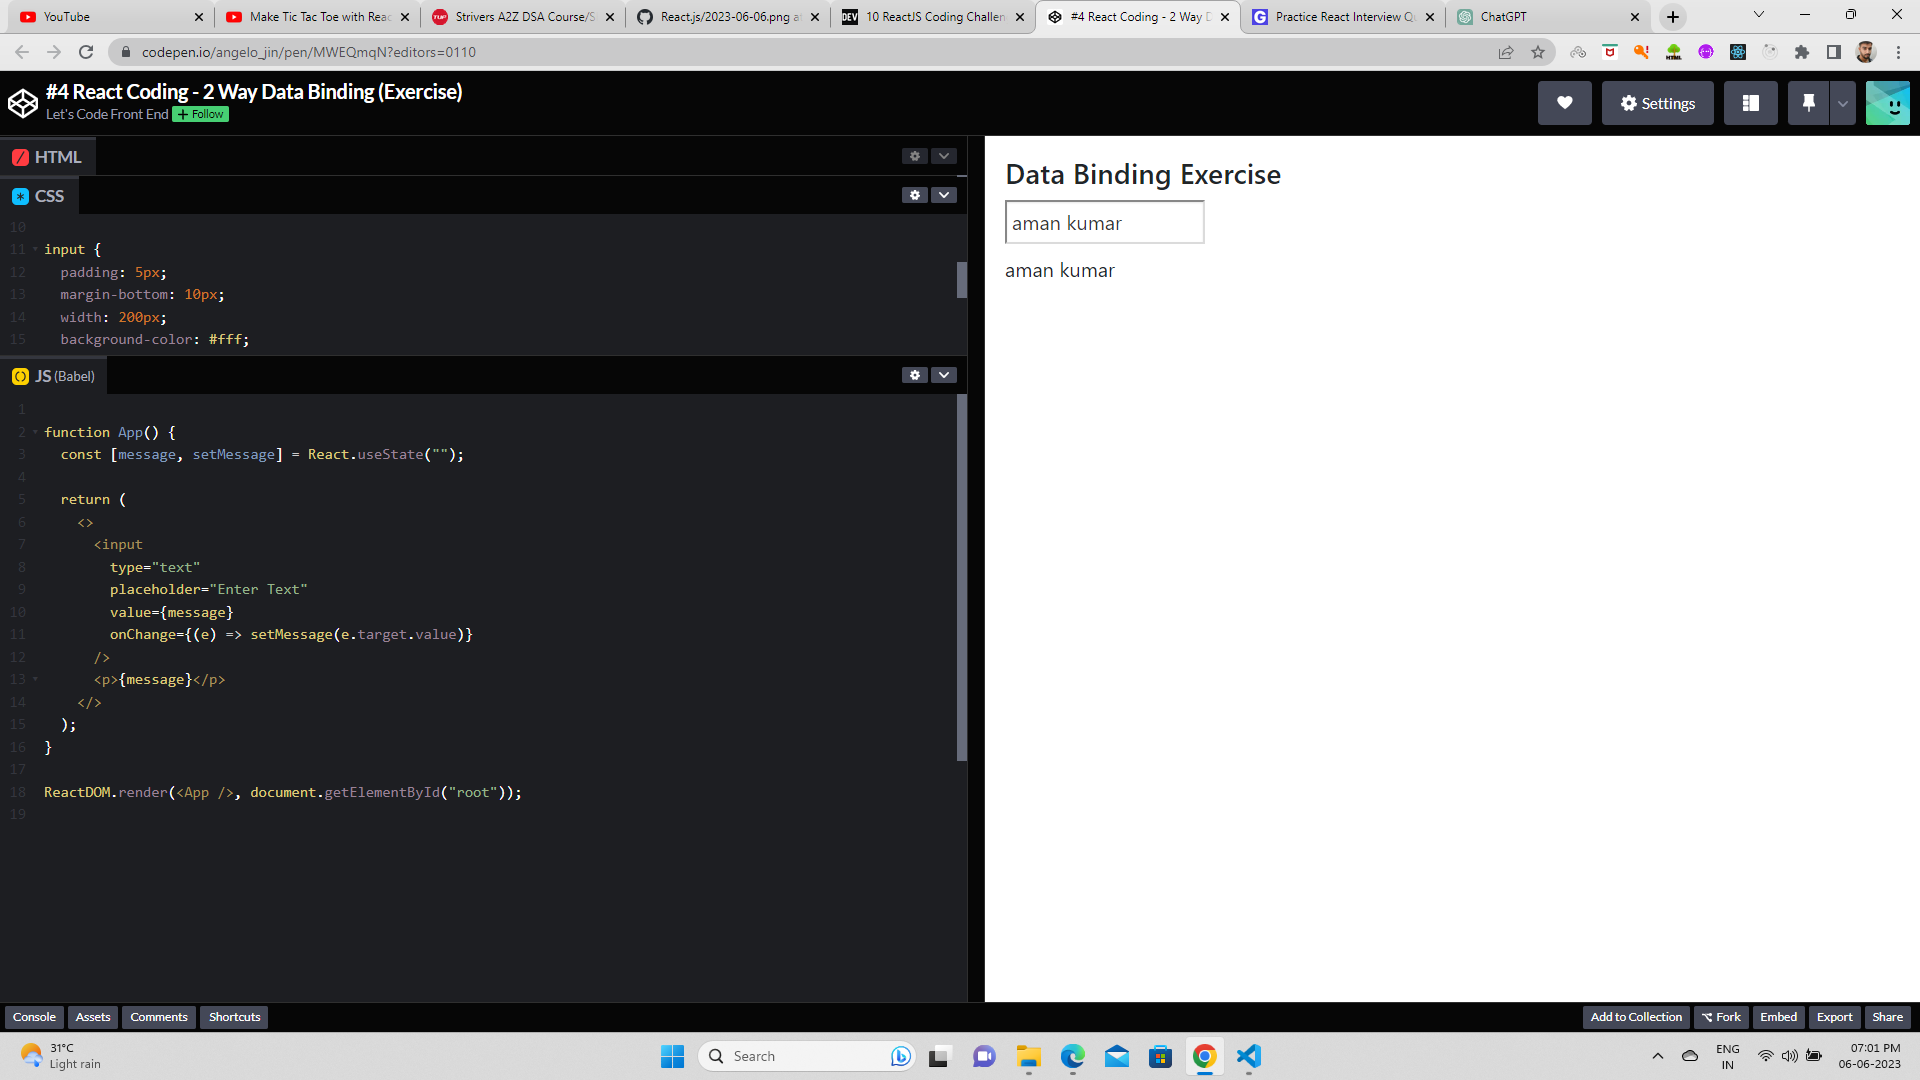 YouTube
Make Tic Tac Toe with Reac
Strivers A2Z DSA Course/S
React.js/2023-06-06.png at
DEV
10 ReactJS Coding Challen
#4 React Coding - 2 Way D
Practice React Interview Qu
ChatGPT
codepen.io/angelo_jin/pen/MWEQmqN?editors=0110
#4 React Coding - 2 Way Data Binding (Exercise)
Let's Code Front End
+ Follow
Settings
HTML
CSS
10
11 input {
12 padding: 5px;
13 margin-bottom: 10px;
14 width: 200px;
15 background-color: #fff;
JS (Babel)
1
2 function App() {
3 const [message, setMessage] = React.useState("");
4
5 return (
6 <>
7 <input
8 type="text"
9 placeholder="Enter Text"
10 value={message}
11 onChange={(e) => setMessage(e.target.value)}
12 />
13 <p>{message}</p>
14 </>
15 );
16 }
17
18 ReactDOM.render(<App />, document.getElementById("root"));
19
Data Binding Exercise
aman kumar
aman kumar
Console
Assets
Comments
Shortcuts
Add to Collection
Fork
Embed
Export
Share
31°C
Light rain
Search
ENG
IN
07:01 PM
06-06-2023